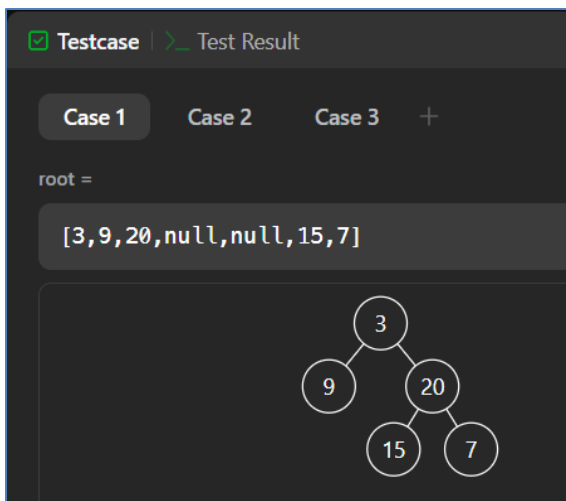 Testcase >_ Test Result
Case 1 Case 2 Case 3 +
root =
[3,9,20,null,null,15,7]
3
9 20
15 7